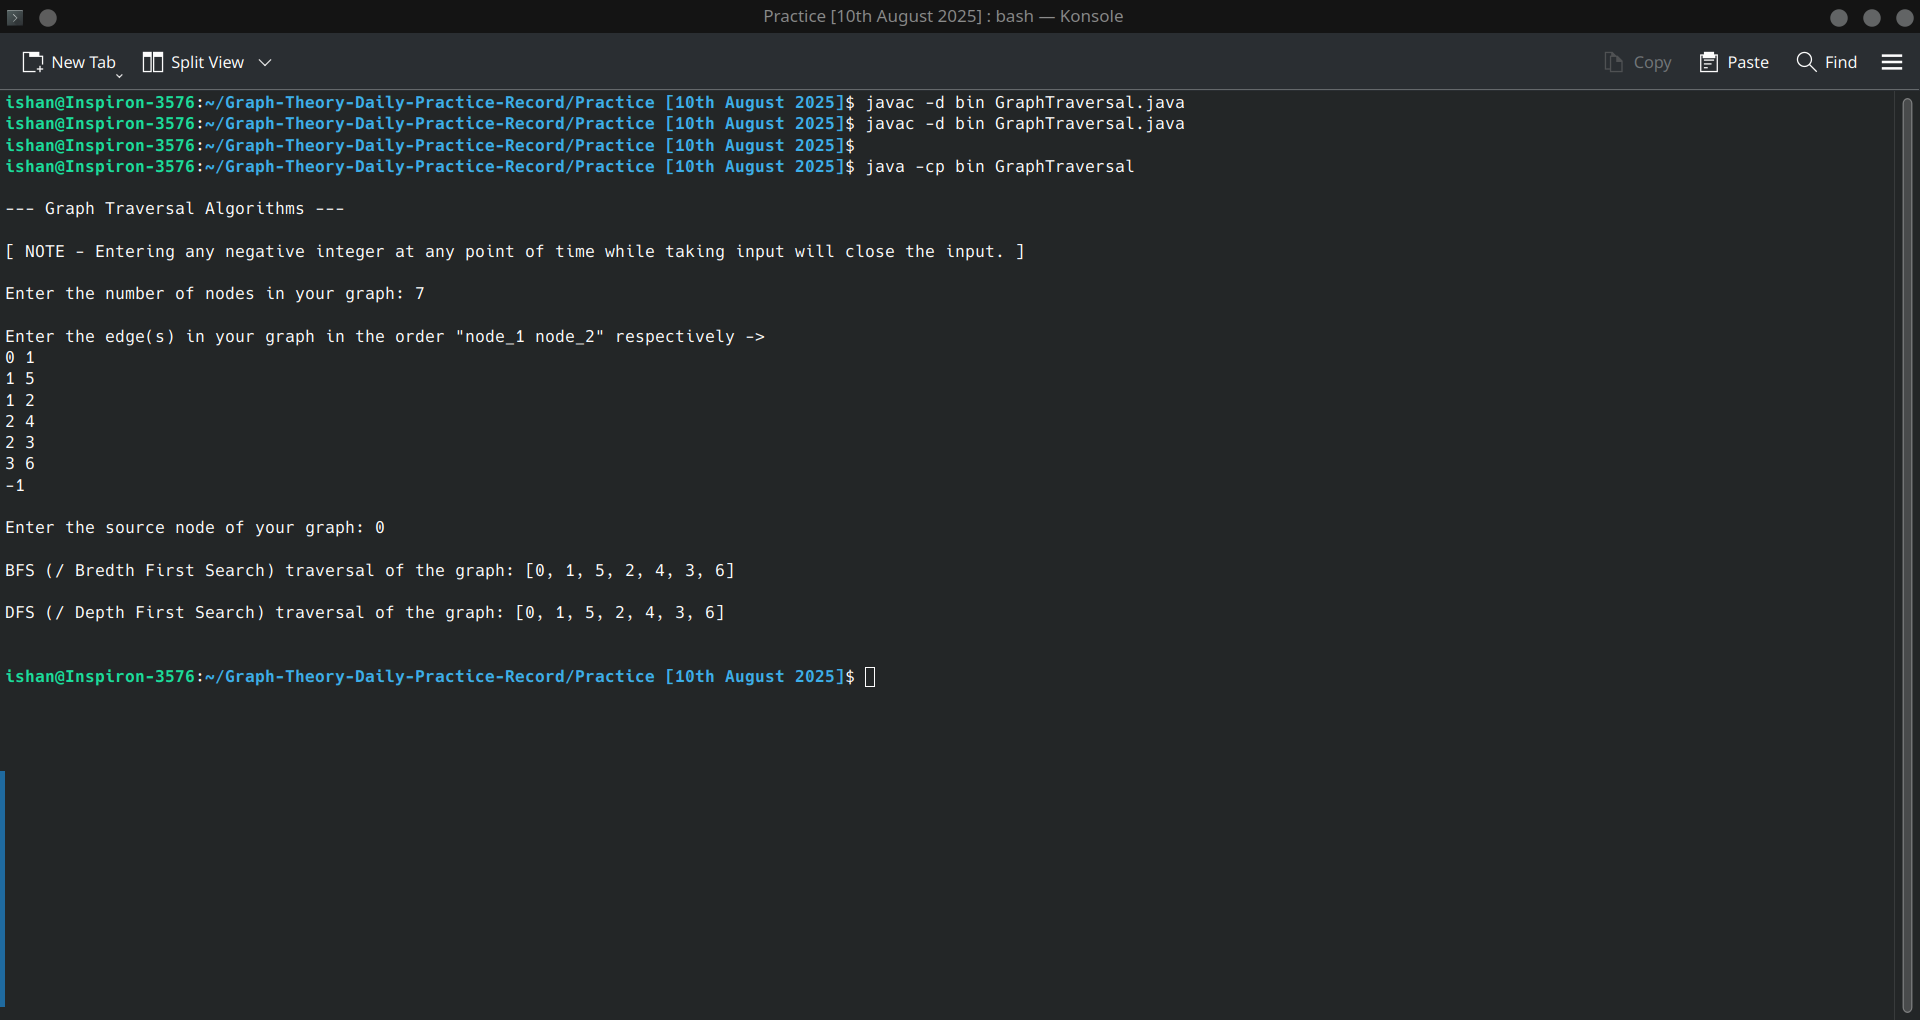 Practice [10th August 2025] : bash — Konsole
New Tab Split View Copy Paste Find
ishan@Inspiron-3576:~/Graph-Theory-Daily-Practice-Record/Practice [10th August 2025]$ javac -d bin GraphTraversal.java
ishan@Inspiron-3576:~/Graph-Theory-Daily-Practice-Record/Practice [10th August 2025]$ javac -d bin GraphTraversal.java
ishan@Inspiron-3576:~/Graph-Theory-Daily-Practice-Record/Practice [10th August 2025]$
ishan@Inspiron-3576:~/Graph-Theory-Daily-Practice-Record/Practice [10th August 2025]$ java -cp bin GraphTraversal
--- Graph Traversal Algorithms ---
[ NOTE - Entering any negative integer at any point of time while taking input will close the input. ]
Enter the number of nodes in your graph: 7
Enter the edge(s) in your graph in the order "node_1 node_2" respectively ->
0 1
1 5
1 2
2 4
2 3
3 6
-1
Enter the source node of your graph: 0
BFS (/ Bredth First Search) traversal of the graph: [0, 1, 5, 2, 4, 3, 6]
DFS (/ Depth First Search) traversal of the graph: [0, 1, 5, 2, 4, 3, 6]
ishan@Inspiron-3576:~/Graph-Theory-Daily-Practice-Record/Practice [10th August 2025]$